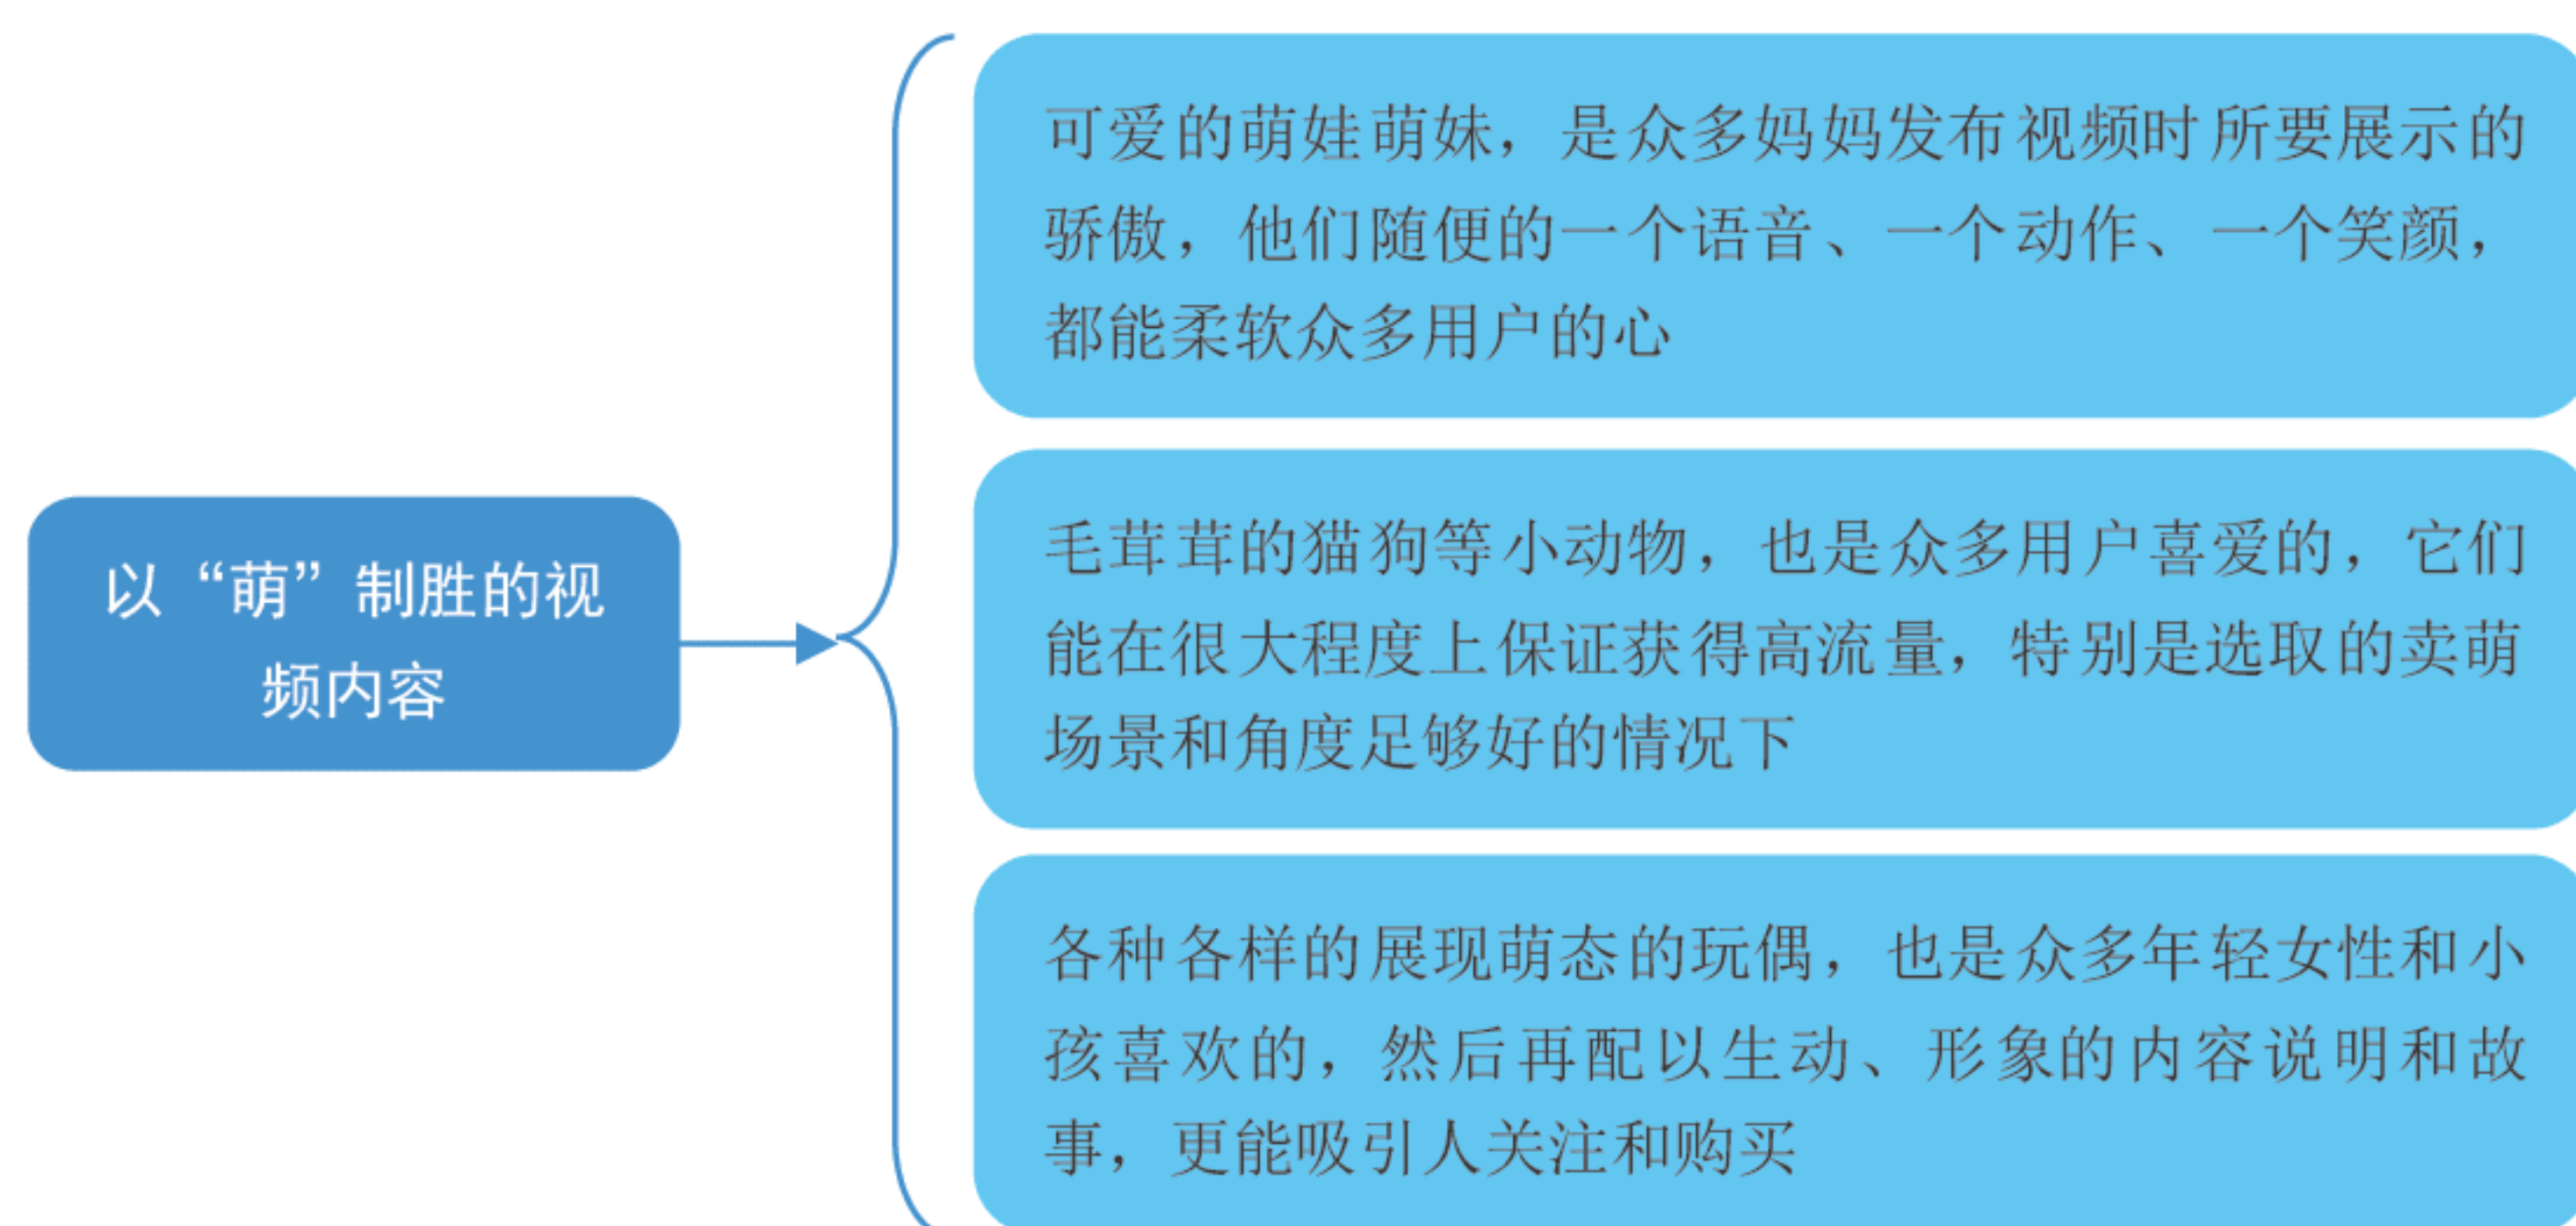 以“萌”制胜的视
频内容
可爱的萌娃萌妹，是众多妈妈发布视频时所要展示的
骄傲，他们随便的一个语音、一个动作、一个笑颜，
都能柔软众多用户的心
毛茸茸的猫狗等小动物，也是众多用户喜爱的，它们
能在很大程度上保证获得高流量，特别是选取的卖萌
场景和角度足够好的情况下
各种各样的展现萌态的玩偶，也是众多年轻女性和小
孩喜欢的，然后再配以生动、形象的内容说明和故
事，更能吸引人关注和购买